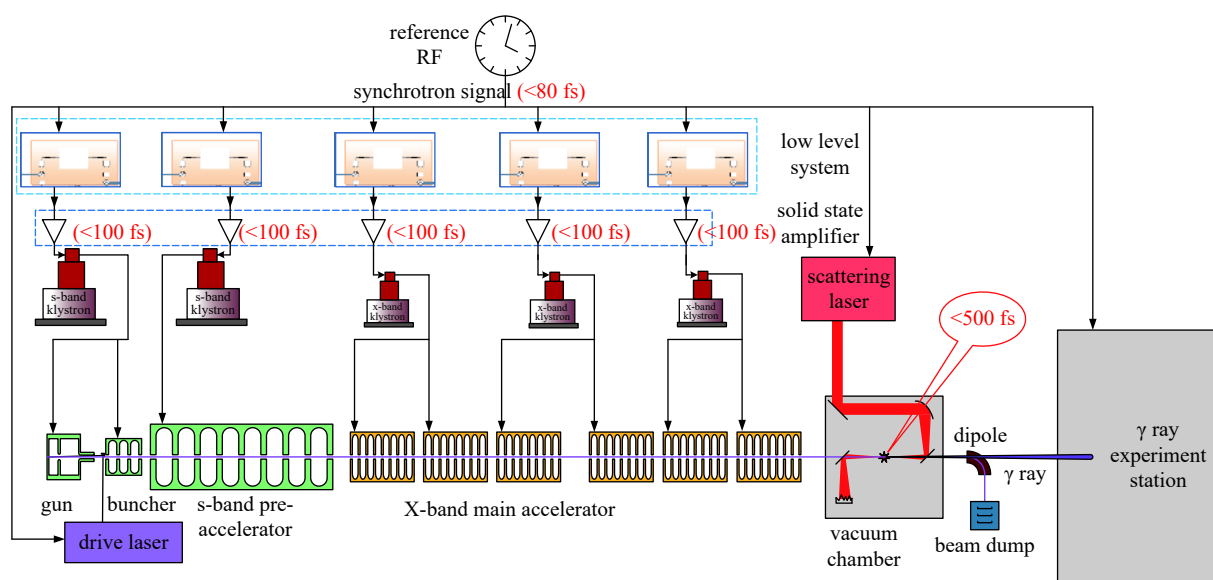 reference
RF
synchrotron signal (<80 fs)
low level
system
solid state
amplifier
(<100 fs)
(<100 fs)
(<100 fs)
(<100 fs)
(<100 fs)
s-band
klystron
s-band
klystron
x-band
klystron
x-band
klystron
x-band
klystron
scattering
laser
<500 fs
gun
buncher
s-band pre-
accelerator
X-band main accelerator
drive laser
vacuum
chamber
dipole
γ ray
beam dump
γ ray
experiment
station